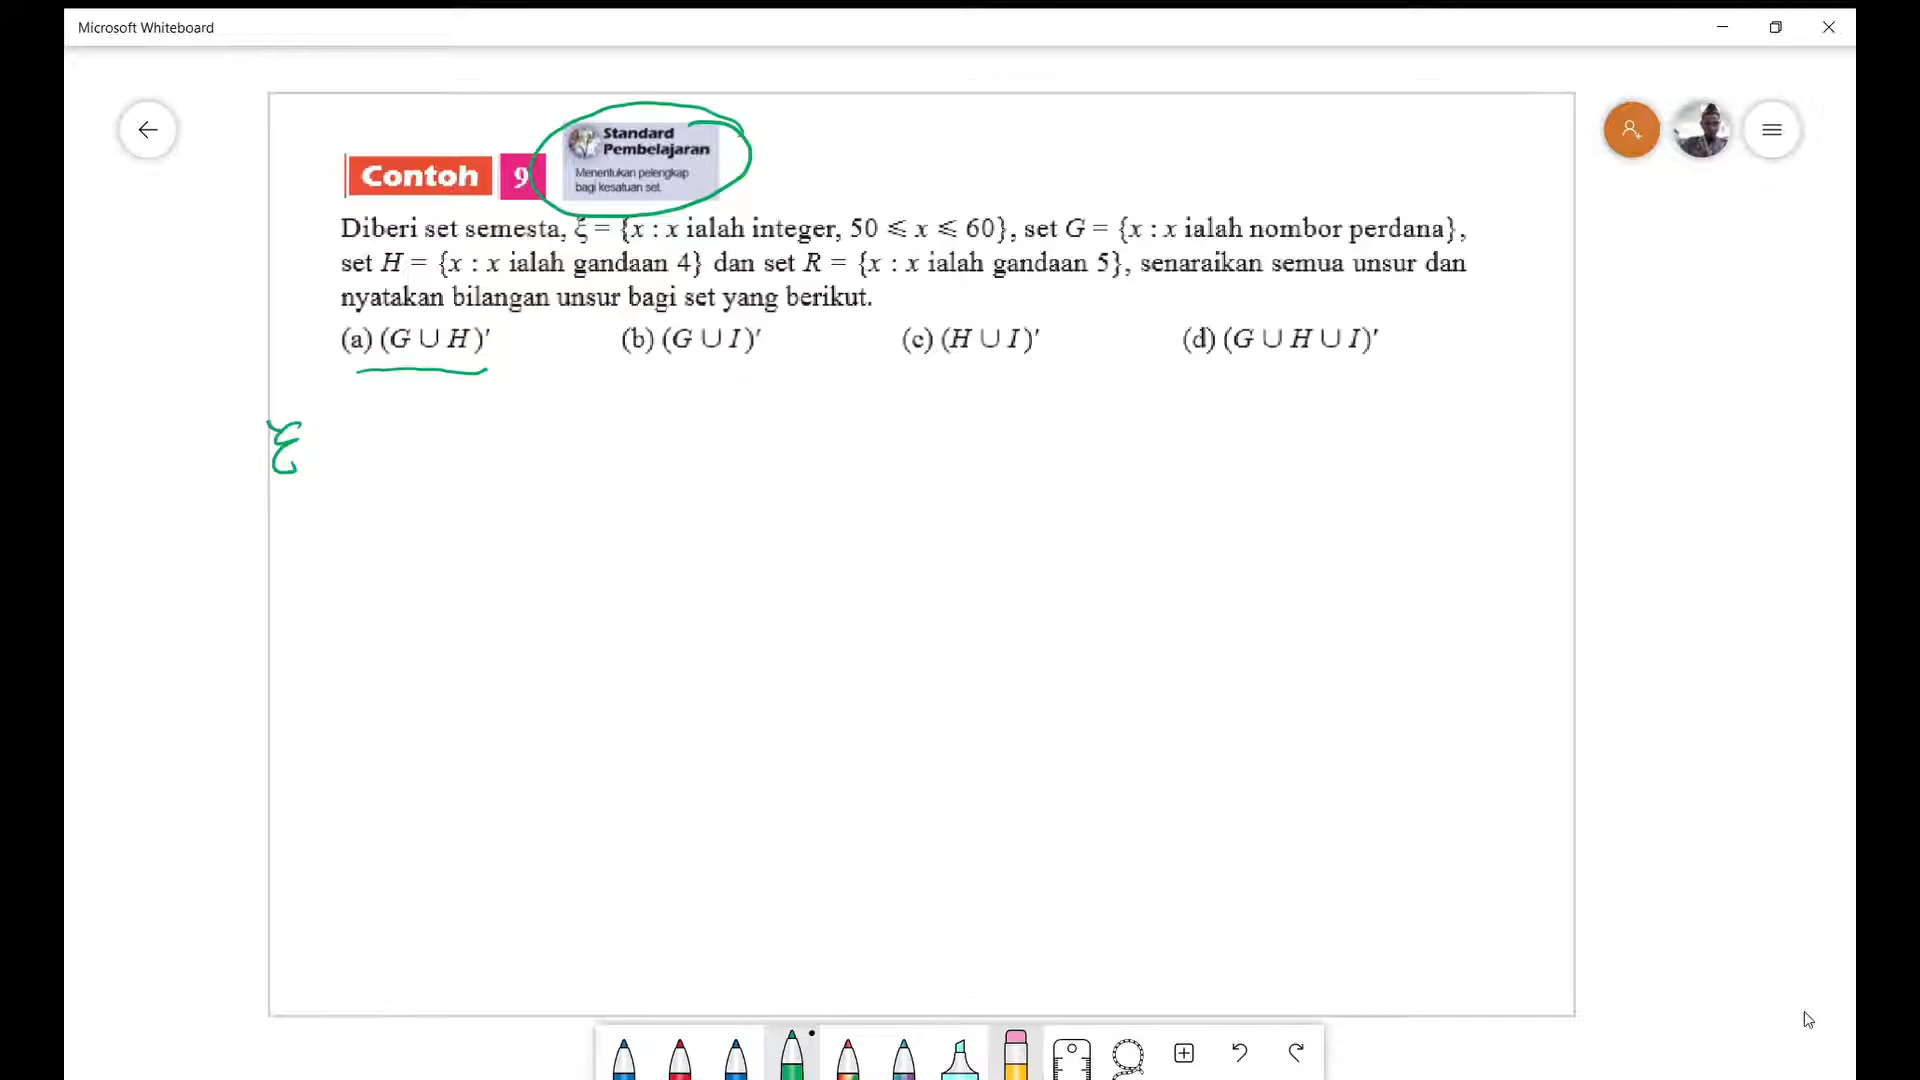 Microsoft Whiteboard
Standard
Pembelajaran
Contoh 9
Menentukan pelengkap
bagi kesatuan set.
Diberi set semesta, ξ = {x : x ialah integer, 50 ⩽ x ⩽ 60}, set G = {x : x ialah nombor perdana},
set H = {x : x ialah gandaan 4} dan set R = {x : x ialah gandaan 5}, senaraikan semua unsur dan
nyatakan bilangan unsur bagi set yang berikut.
(a) (G ∪ H)′ (b) (G ∪ I)′ (c) (H ∪ I)′ (d) (G ∪ H ∪ I)′
ξ